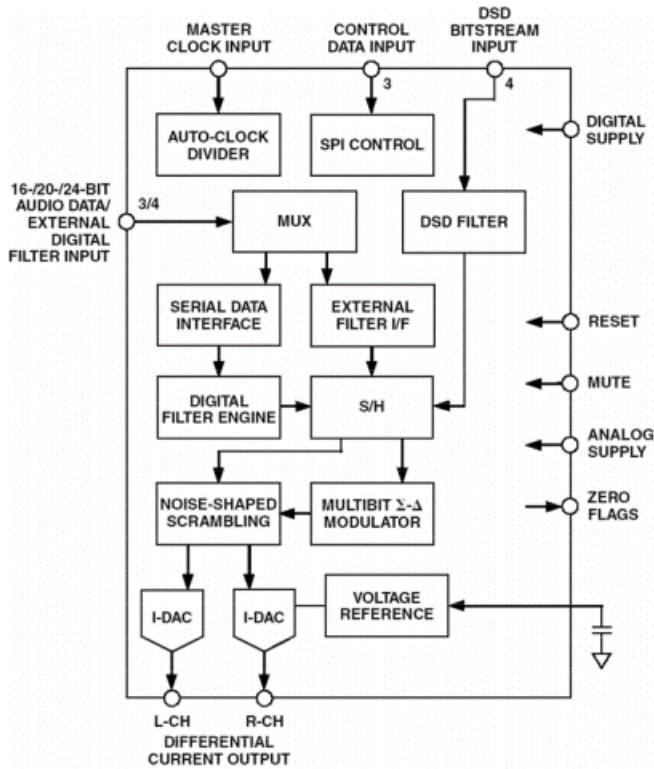 MASTER
CLOCK INPUT
CONTROL
DATA INPUT
DSD
BITSTREAM
INPUT
3
4
AUTO-CLOCK
DIVIDER
SPI CONTROL
DIGITAL
SUPPLY
16-/20-/24-BIT
AUDIO DATA/
EXTERNAL
DIGITAL
FILTER INPUT
3/4
MUX
DSD FILTER
SERIAL DATA
INTERFACE
EXTERNAL
FILTER I/F
RESET
DIGITAL
FILTER ENGINE
S/H
MUTE
ANALOG
SUPPLY
NOISE-SHAPED
SCRAMBLING
MULTIBIT Σ-Δ
MODULATOR
ZERO
FLAGS
I-DAC
I-DAC
VOLTAGE
REFERENCE
L-CH
R-CH
DIFFERENTIAL
CURRENT OUTPUT